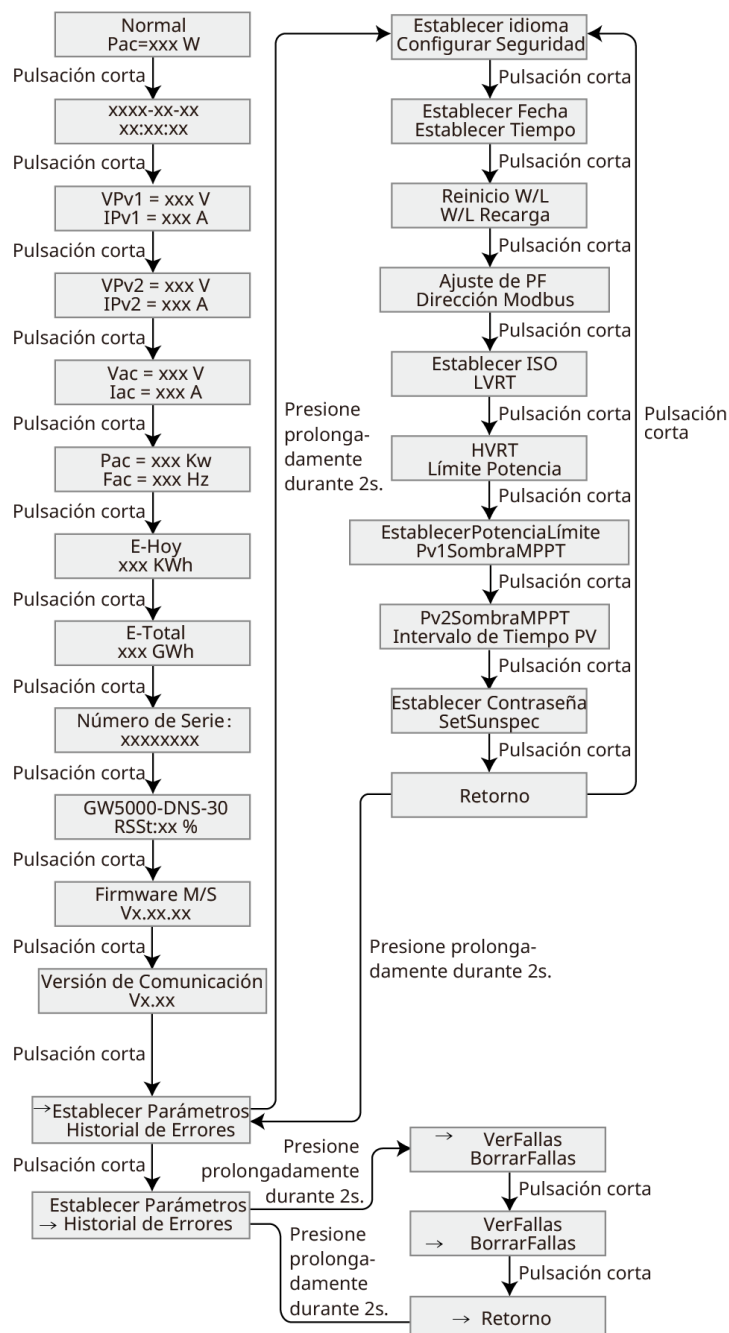 Normal
Pac=xxx W
Pulsación corta
xxxx-xx-xx
xx:xx:xx
Pulsación corta
VPv1 = xxx V
IPv1 = xxx A
Pulsación corta
VPv2 = xxx V
IPv2 = xxx A
Pulsación corta
Vac = xxx V
Iac = xxx A
Pulsación corta
Pac = xxx Kw
Fac = xxx Hz
Pulsación corta
E-Hoy
xxx KWh
Pulsación corta
E-Total
xxx GWh
Pulsación corta
Número de Serie:
xxxxxxxx
Pulsación corta
GW5000-DNS-30
RSSt:xx %
Pulsación corta
Firmware M/S
Vx.xx.xx
Pulsación corta
Versión de Comunicación
Vx.xx
Pulsación corta
→Establecer Parámetros
Historial de Errores
Pulsación corta
Establecer Parámetros
→ Historial de Errores
Presione
prolonga-
damente
durante 2s.
Establecer idioma
Configurar Seguridad
Pulsación corta
Establecer Fecha
Establecer Tiempo
Pulsación corta
Reinicio W/L
W/L Recarga
Pulsación corta
Ajuste de PF
Dirección Modbus
Pulsación corta
Establecer ISO
LVRT
Pulsación corta
HVRT
Límite Potencia
Pulsación corta
EstablecerPotenciaLímite
Pv1SombraMPPT
Pulsación corta
Pv2SombraMPPT
Intervalo de Tiempo PV
Pulsación corta
Establecer Contraseña
SetSunspec
Pulsación corta
Retorno
Pulsación
corta
Presione prolonga-
damente durante 2s.
Presione
prolongadamente
durante 2s.
→ VerFallas
BorrarFallas
Pulsación corta
VerFallas
→ BorrarFallas
Pulsación corta
→ Retorno
Presione
prolonga-
damente
durante 2s.